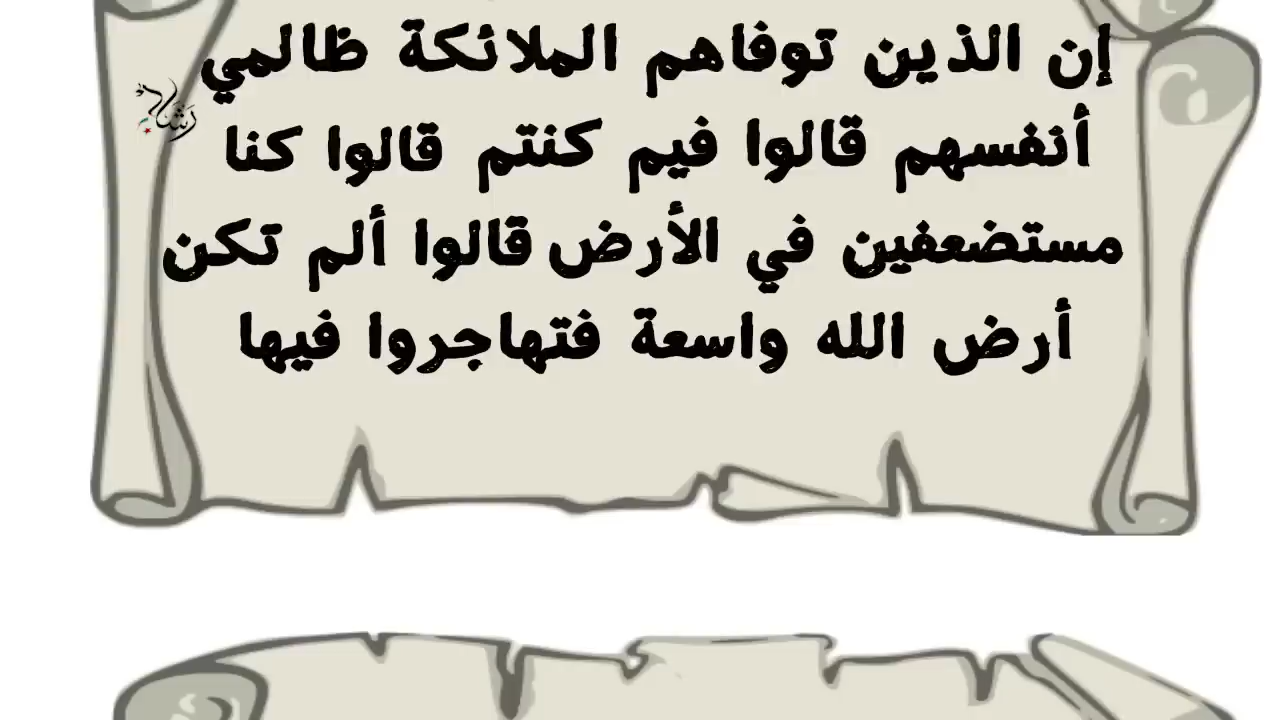 إن الذين توفاهم الملائكة ظالمي
أنفسهم قالوا فيم كنتم قالوا كنا
مستضعفين في الأرض قالوا ألم تكن
أرض الله واسعة فتهاجروا فيها